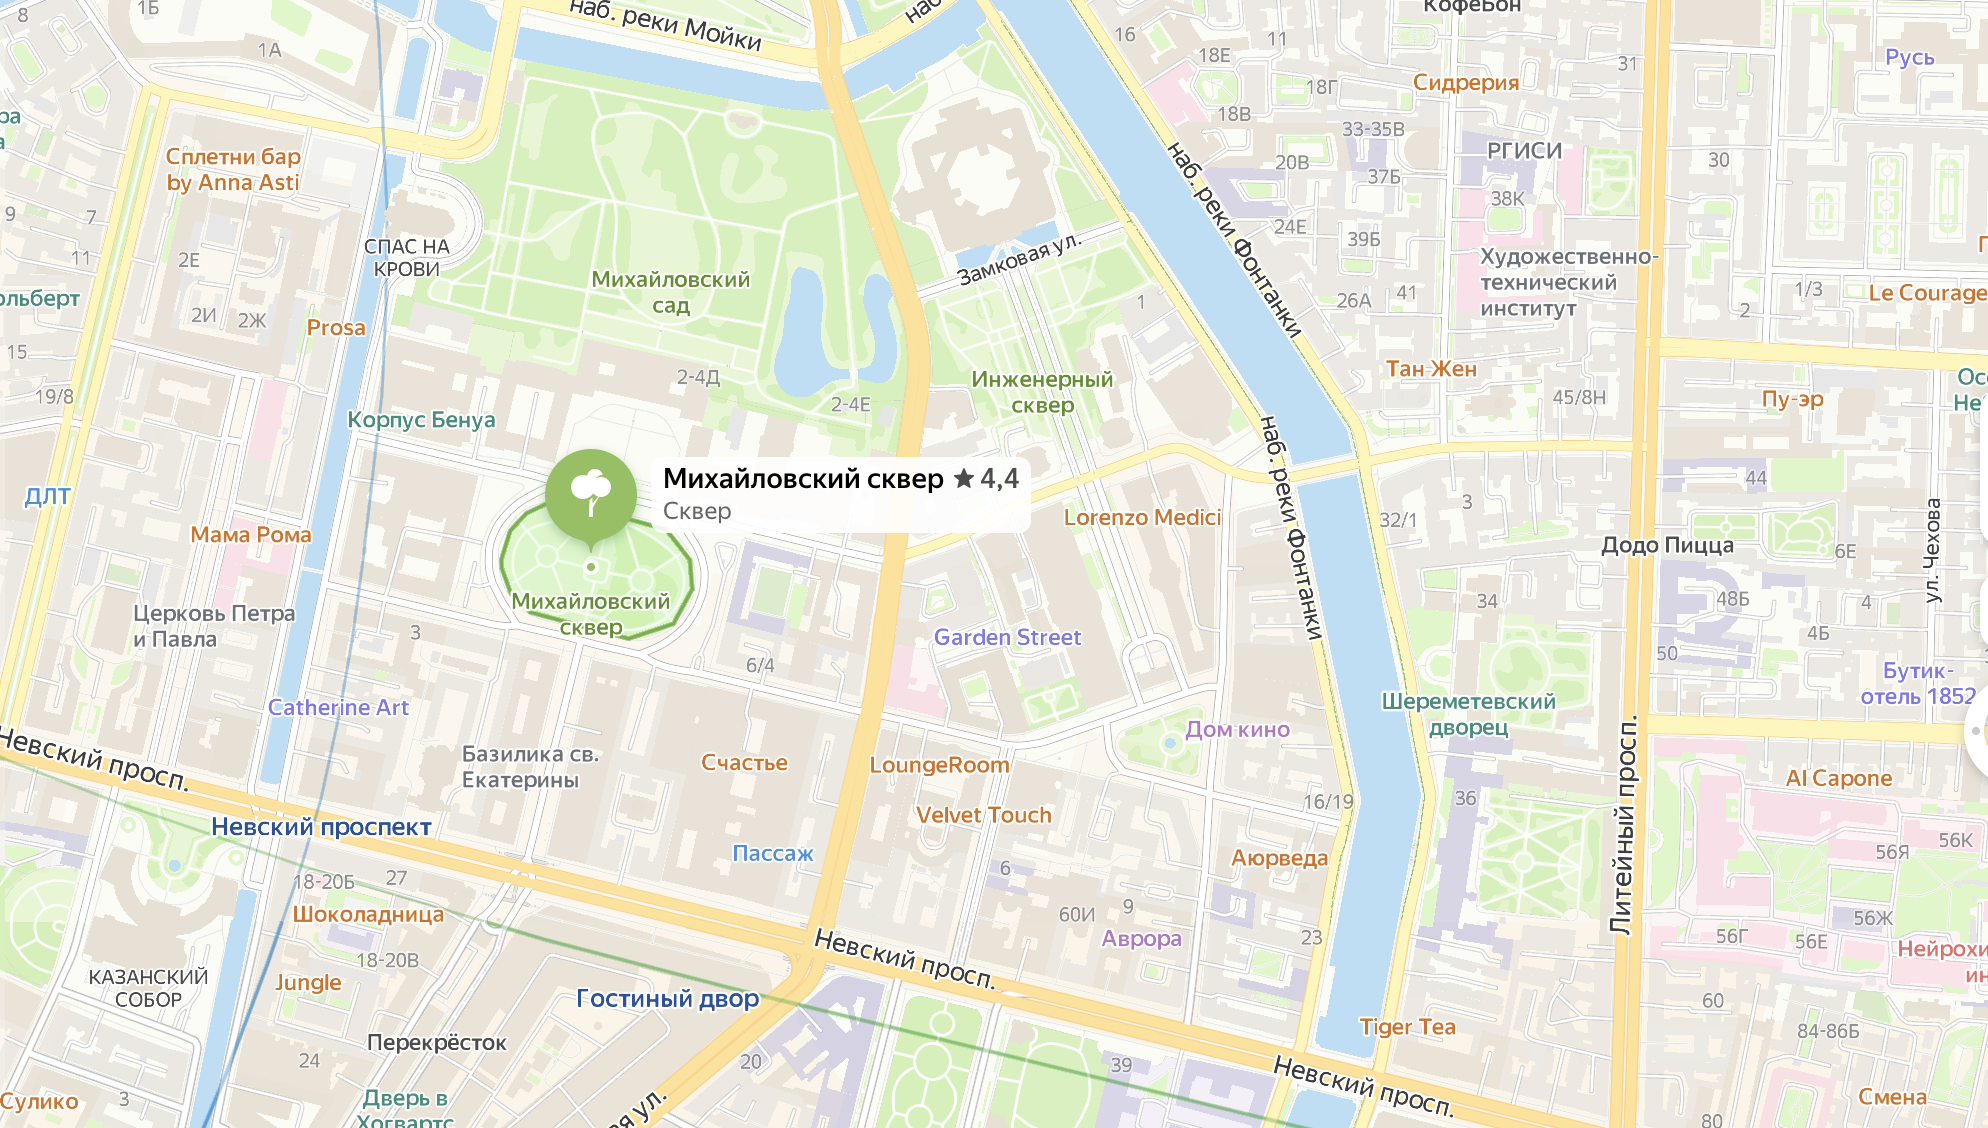 8
1Б
1А
наб. реки Мойки
16
18Е
11
31
КофеБон
Русь
Сидрерия
18Г
18В
33-35В
20В
37Б
РГИСИ
38К
30
Сплетни бар
by Anna Asti
9
7
11
2Е
СПАС НА
КРОВИ
24Е
39Б
наб. реки Фонтанки
Замковая ул.
Художественно-
технический
институт
Михайловский
сад
26А
41
1
1/3
2
Le Courage
2И
2Ж
Prosa
15
19/8
2-4Д
2-4Е
Инженерный
сквер
Тан Жен
45/8Н
Пу-эр
Корпус Бенуа
наб. реки Фонтанки
Михайловский сквер ★ 4,4
Сквер
ДЛТ
Мама Рома
Lorenzo Medici
32/1
3
44
Додо Пицца
6Е
ул. Чехова
Михайловский
сквер
Церковь Петра
и Павла
3
6/4
Garden Street
34
48Б
4
4Б
50
Бутик-
отель 1852
Catherine Art
Шереметевский
дворец
Дом кино
Литейный просп.
Невский просп.
Базилика св.
Екатерины
Счастье
LoungeRoom
Velvet Touch
16/19
36
Al Capone
Невский проспект
Пассаж
Аюрведа
56К
56Я
18-20Б
27
6
Шоколадница
60И
9
56Ж
Аврора
23
56Г
56Е
Невский просп.
18-20В
КАЗАНСКИЙ
СОБОР
Jungle
Гостиный двор
60
Tiger Tea
84-86Б
Перекрёсток
24
20
39
Невский просп.
Сулико
3
Дверь в
Хогвартс
Смена
80